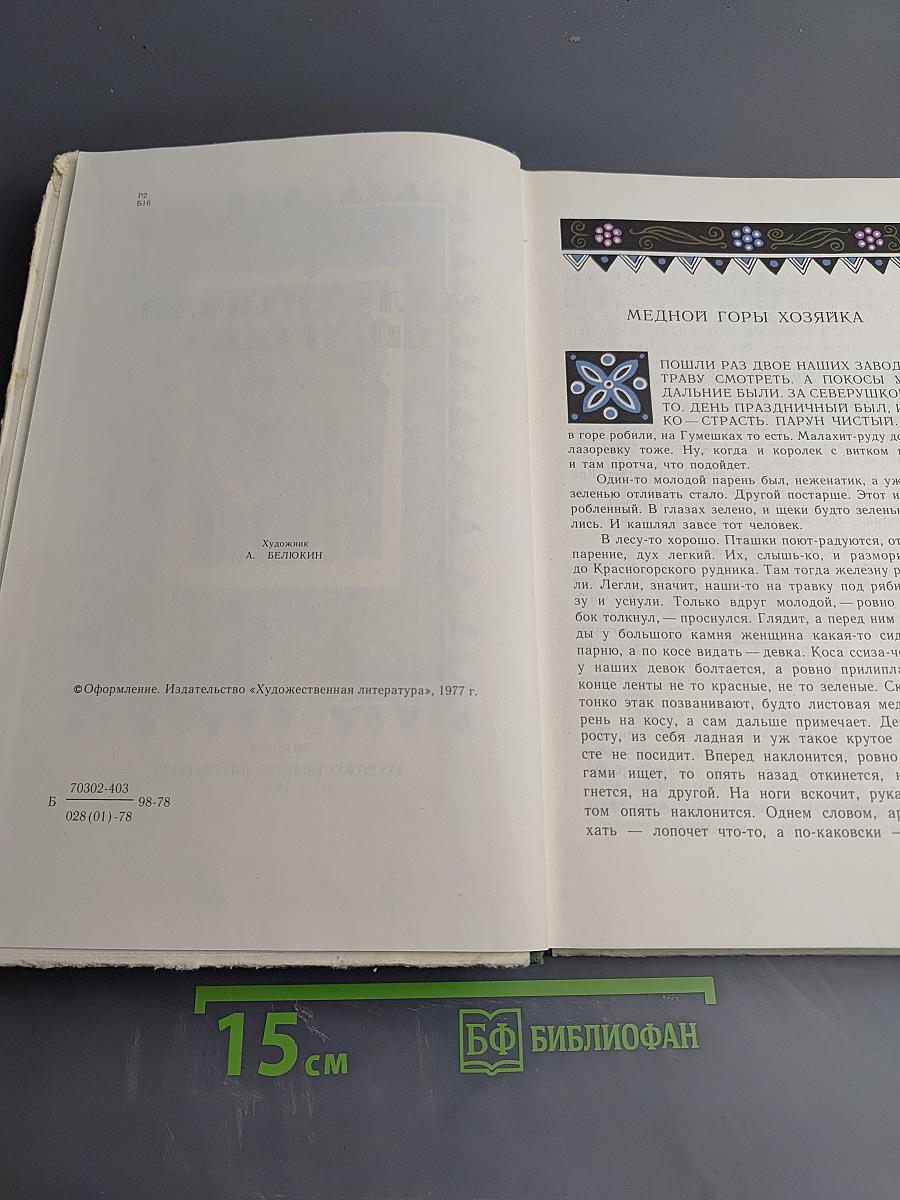 Р2
Б16
Художник
А. БЕЛЮКИН
© Оформление. Издательство «Художественная литература», 1977 г.
Б 70302-403 98-78
028(01)-78
МЕДНОЙ ГОРЫ ХОЗЯЙКА
ПОШЛИ РАЗ ДВОЕ НАШИХ ЗАВОД
ТРАВУ СМОТРЕТЬ. А ПОКОСЫ У
ДАЛЬНИЕ БЫЛИ. ЗА СЕВЕРУШКО
ТО. ДЕНЬ ПРАЗДНИЧНЫЙ БЫЛ, И
КО — СТРАСТЬ. ПАРУН ЧИСТЫЙ.
в горе робили, на Гумешках то есть. Малахит-руду до
лазоревку тоже. Ну, когда и королек с витком
и там протча, что подойдет.
Один-то молодой парень был, неженатик, а уж
зеленью отливать стало. Другой постарше. Этот и
робленный. В глазах зелено, и щеки будто зелень
лись. И кашлял завсе тот человек.
В лесу-то хорошо. Пташки поют-радуются, от
парение, дух легкий. Их, слышь-ко, и размори
до Красногорского рудника. Там тогда железну р
ли. Легли, значит, наши-то на травку под ряби
зу и уснули. Только вдруг молодой, — ровно
бок толкнул, — проснулся. Глядит, а перед ним
ды у большого камня женщина какая-то сид
парню, а по косе видать — девка. Коса ссиза-че
у наших девок болтается, а ровно прилипла
конце ленты не то красные, не то зеленые. Ск
тонко этак позванивают, будто листовая мед
рень на косу, а сам дальше примечает. Де
росту, из себя ладная и уж такое крутое
сте не посидит. Вперед наклонится, ровно
гами ищет, то опять назад откинется, н
гнется, на другой. На ноги вскочит, рука
том опять наклонится. Однем словом, ар
хать — лопочет что-то, а по-каковски —
15 см
БФ БИБЛИОФАН